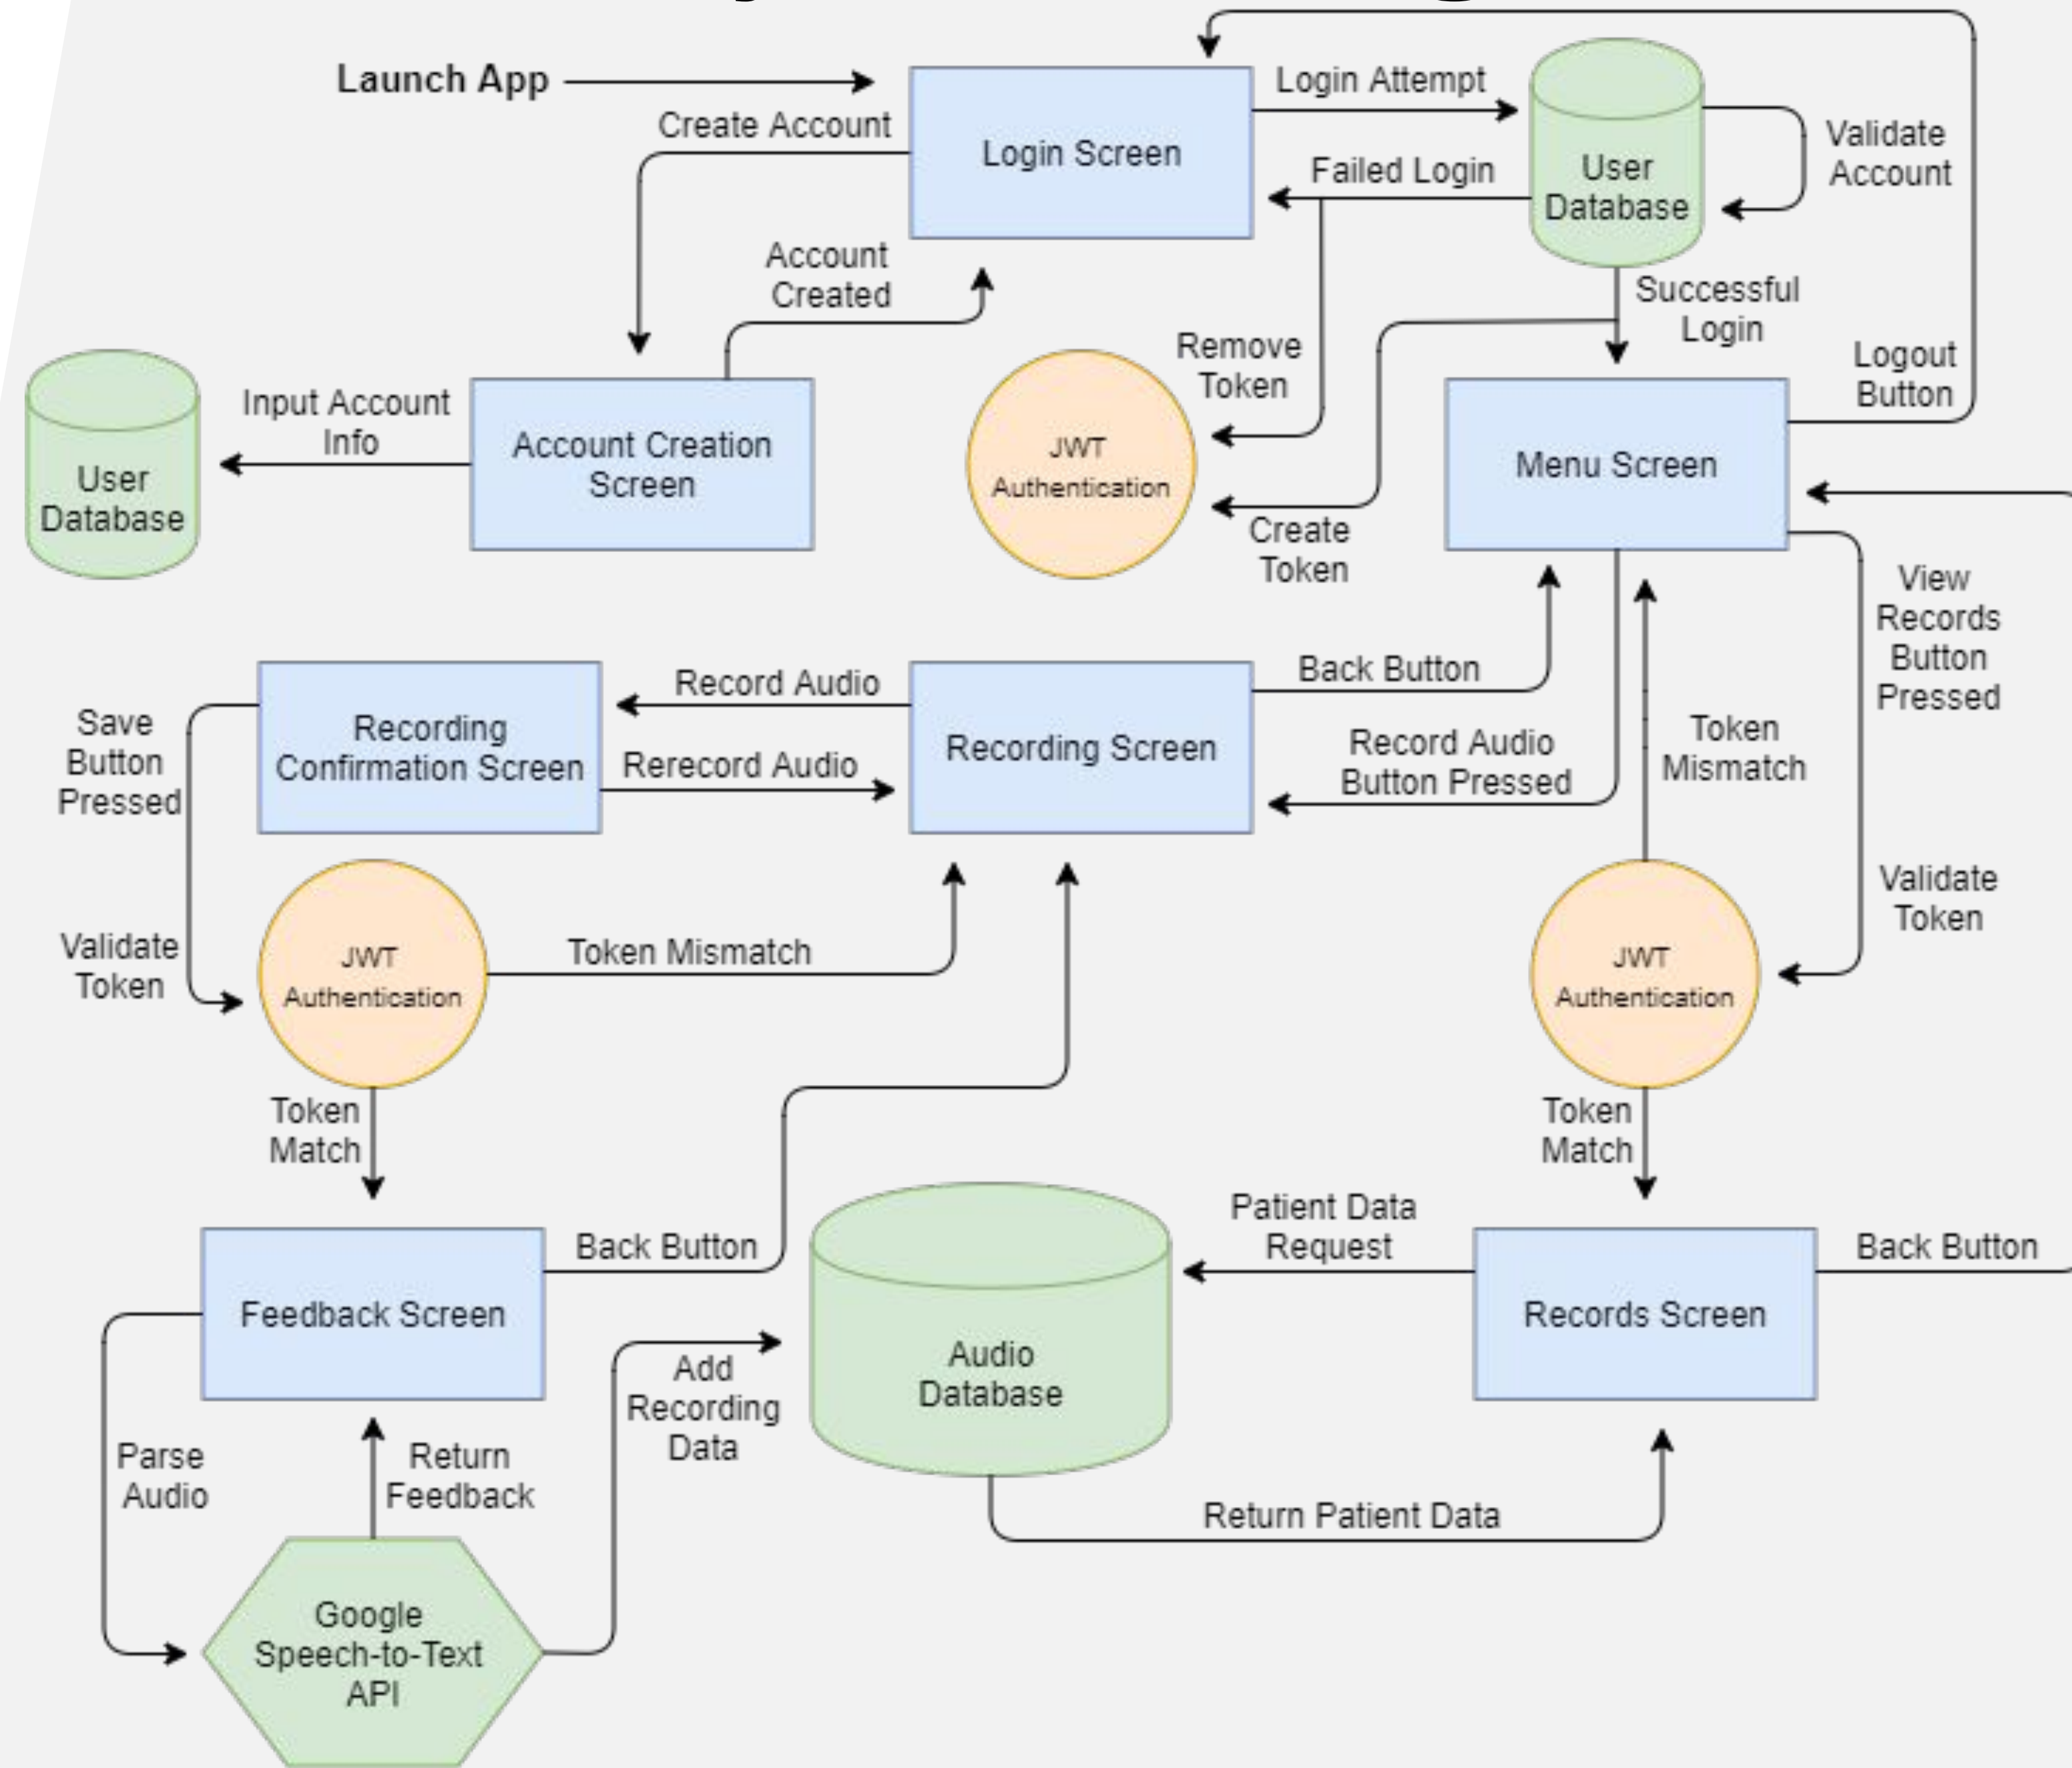 Launch App
Login Attempt
Create Account
Login Screen
Validate
Account
Failed Login
User
Database
Account
Created
Successful
Login
Remove
Token
Logout
Button
Input Account
Info
User
Database
Account Creation
Screen
JWT
Authentication
Menu Screen
Create
Token
View
Records
Button
Pressed
Record Audio
Back Button
Save
Button
Pressed
Recording
Confirmation Screen
Rerecord Audio
Recording Screen
Record Audio
Button Pressed
Token
Mismatch
Validate
Token
Validate
Token
JWT
Authentication
Token Mismatch
JWT
Authentication
Token
Match
Token
Match
Patient Data
Request
Back Button
Back Button
Feedback Screen
Records Screen
Add
Recording
Data
Audio
Database
Parse
Audio
Return
Feedback
Return Patient Data
Google
Speech-to-Text
API